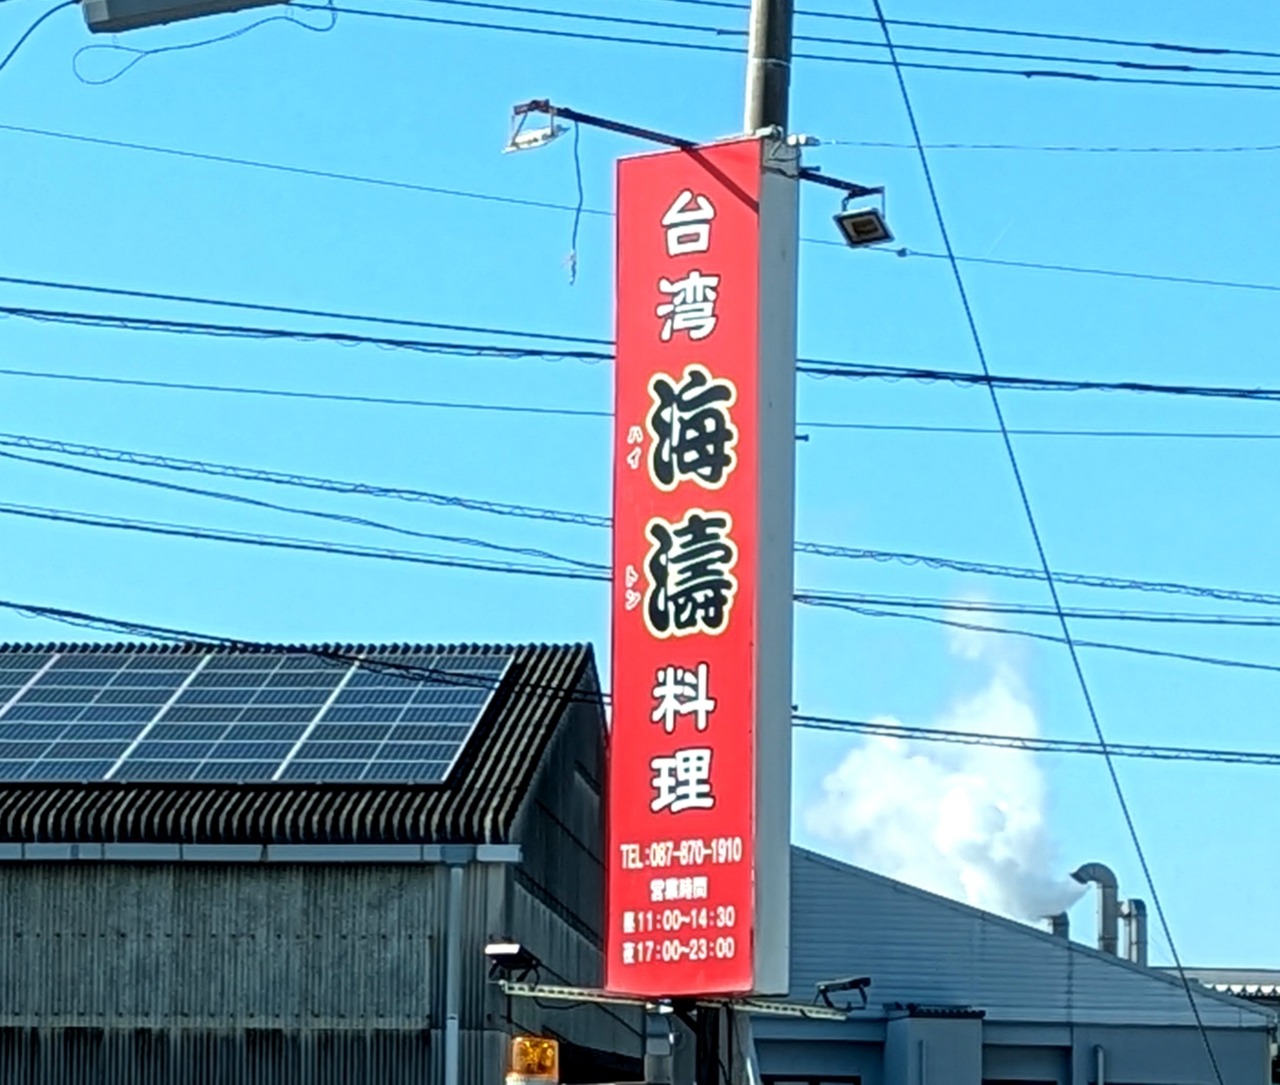 台湾海濤料理
ハイ
トン
TEL:087-870-1910
営業時間
昼11:00~14:30
夜17:00~23:00